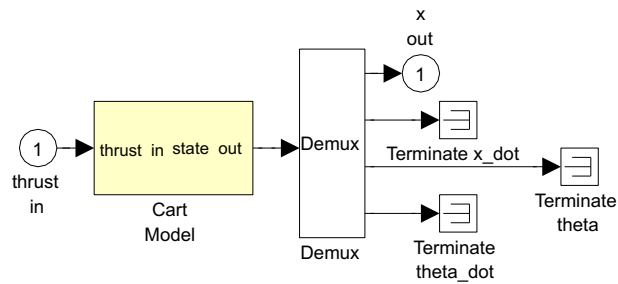 x
out
1
Terminate x_dot
1
thrust
in
thrust in state out
Cart
Model
Demux
Demux
Terminate
theta
Terminate
theta_dot